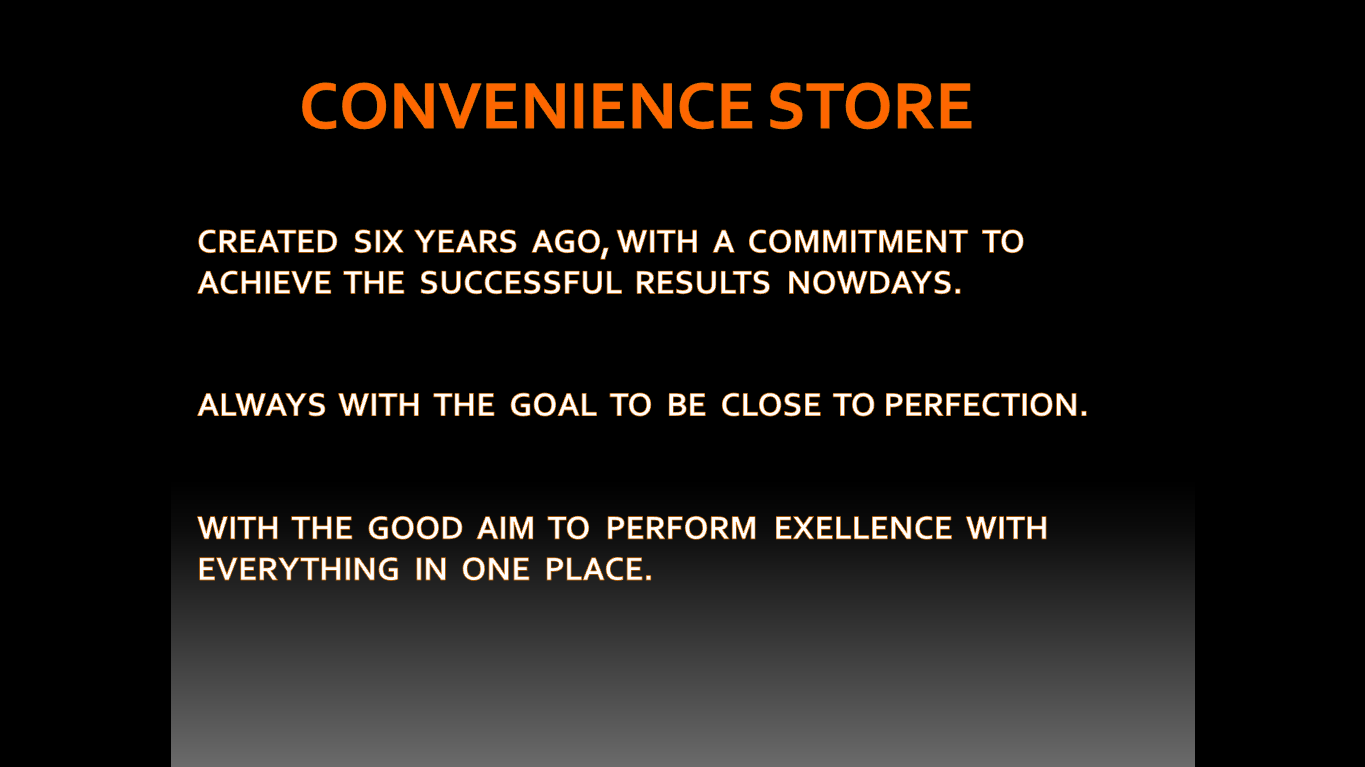 CONVENIENCE STORE
CREATED SIX YEARS AGO, WITH A COMMITMENT TO
ACHIEVE THE SUCCESSFUL RESULTS NOWDAYS.
ALWAYS WITH THE GOAL TO BE CLOSE TO PERFECTION.
WITH THE GOOD AIM TO PERFORM EXELLENCE WITH
EVERYTHING IN ONE PLACE.